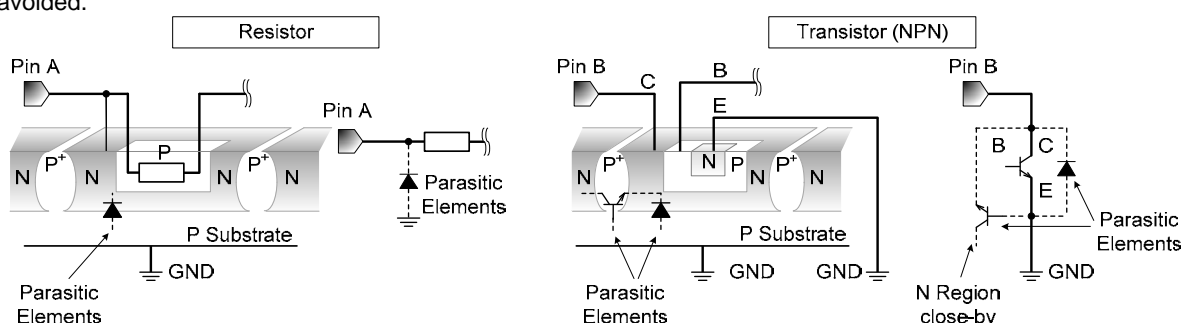 avoided.
Resistor
Transistor (NPN)
Pin A
Pin A
N
P+
N
P
N
P+
N
Parasitic
Elements
P Substrate
GND
Parasitic
Elements
Pin B
C
B
E
N
P+
N
N
P
N
P+
N
P Substrate
GND
GND
Parasitic
Elements
Pin B
B
C
E
Parasitic
Elements
GND
N Region
close-by